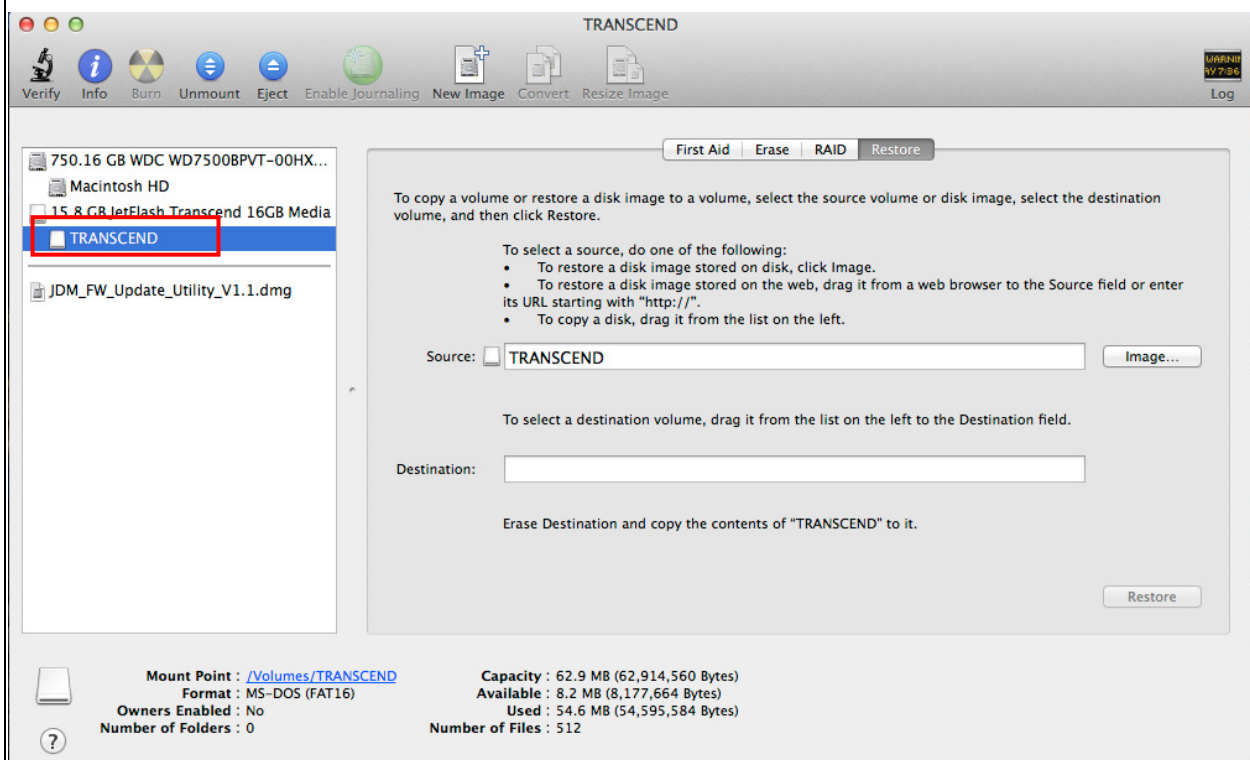 TRANSCEND
Verify Info Burn Unmount Eject Enable Journaling New Image Convert Resize Image
WARNIN
AY 7:86
Log
First Aid Erase RAID Restore
750.16 GB WDC WD7500BPVT-00HX...
Macintosh HD
15.8 GB JetFlash Transcend 16GB Media
TRANSCEND
JDM_FW_Update_Utility_V1.1.dmg
To copy a volume or restore a disk image to a volume, select the source volume or disk image, select the destination
volume, and then click Restore.
To select a source, do one of the following:
• To restore a disk image stored on disk, click Image.
• To restore a disk image stored on the web, drag it from a web browser to the Source field or enter
its URL starting with “http://”.
• To copy a disk, drag it from the list on the left.
Source: TRANSCEND Image...
To select a destination volume, drag it from the list on the left to the Destination field.
Destination:
Erase Destination and copy the contents of “TRANSCEND” to it.
Restore
Mount Point : /Volumes/TRANSCEND
Format : MS-DOS (FAT16)
Owners Enabled : No
Number of Folders : 0
Capacity : 62.9 MB (62,914,560 Bytes)
Available : 8.2 MB (8,177,664 Bytes)
Used : 54.6 MB (54,595,584 Bytes)
Number of Files : 512
?